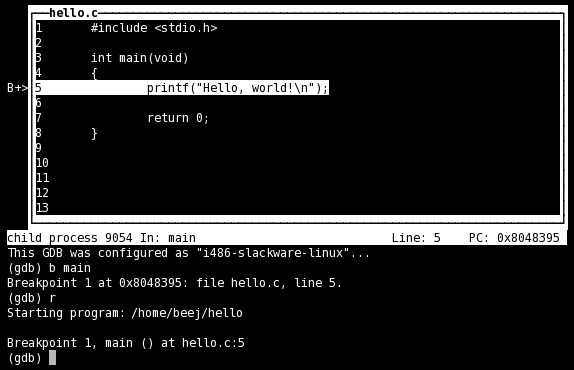 hello.c
1 #include <stdio.h>
2
3 int main(void)
4 {
B+> 5 printf("Hello, world!\n");
6
7 return 0;
8 }
9
10
11
12
13
child process 9054 In: main Line: 5 PC: 0x8048395
This GDB was configured as "i486-slackware-linux"...
(gdb) b main
Breakpoint 1 at 0x8048395: file hello.c, line 5.
(gdb) r
Starting program: /home/beej/hello
Breakpoint 1, main () at hello.c:5
(gdb)